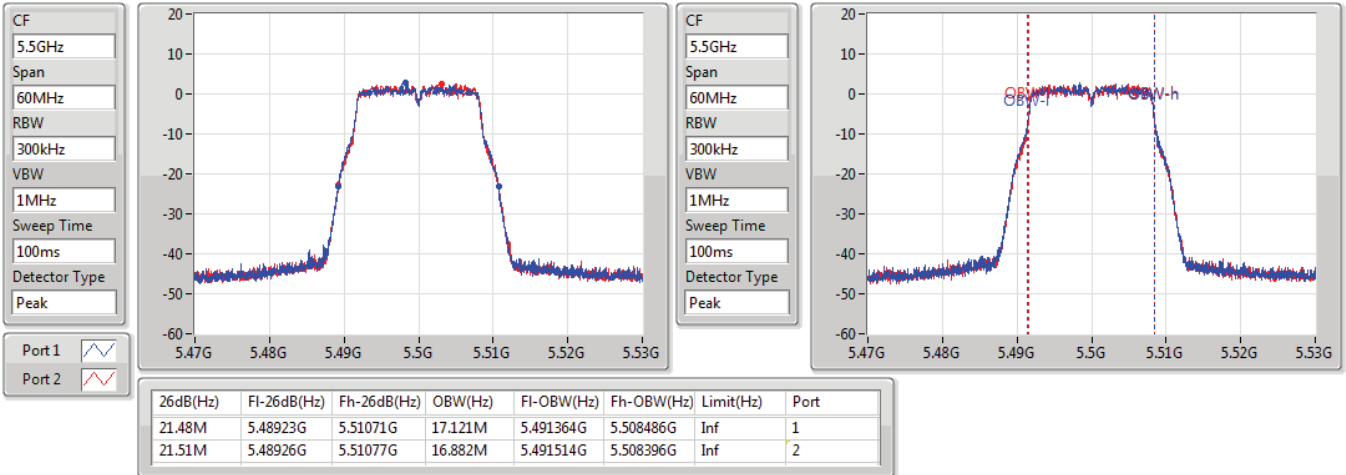 CF
5.5GHz
Span
60MHz
RBW
300kHz
VBW
1MHz
Sweep Time
100ms
Detector Type
Peak
Port 1
Port 2
20
10
0
-10
-20
-30
-40
-50
-60
5.47G 5.48G 5.49G 5.5G 5.51G 5.52G 5.53G
CF
5.5GHz
Span
60MHz
RBW
300kHz
VBW
1MHz
Sweep Time
100ms
Detector Type
Peak
20
10
0
-10
-20
-30
-40
-50
-60
OBW-l
OBW-h
5.47G 5.48G 5.49G 5.5G 5.51G 5.52G 5.53G
26dB(Hz) Fl-26dB(Hz) Fh-26dB(Hz) OBW(Hz) Fl-OBW(Hz) Fh-OBW(Hz) Limit(Hz) Port
21.48M 5.48923G 5.51071G 17.121M 5.491364G 5.508486G Inf 1
21.51M 5.48926G 5.51077G 16.882M 5.491514G 5.508396G Inf 2